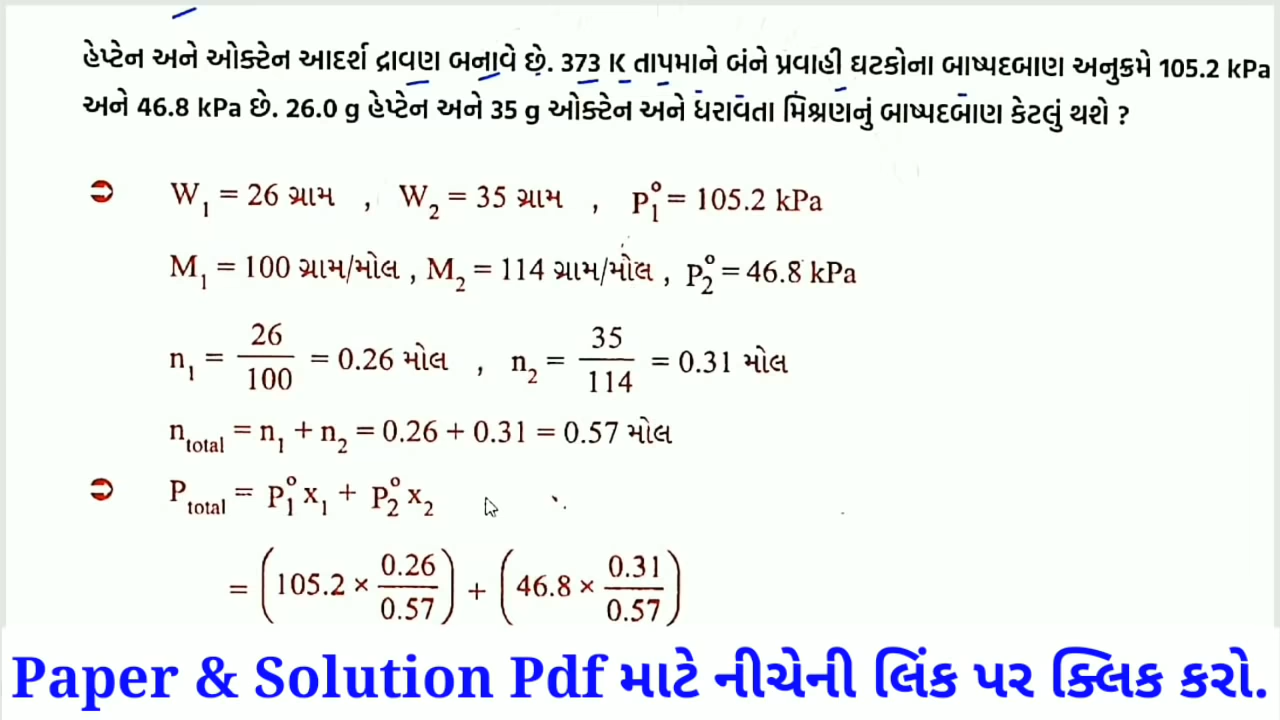 હેપ્ટેન અને ઓક્ટેન આદર્શ દ્રાવણ બનાવે છે. 373 K તાપમાને બંને પ્રવાહી ઘટકોના બાષ્પદબાણ અનુક્રમે 105.2 kPa
અને 46.8 kPa છે. 26.0 g હેપ્ટેન અને 35 g ઓક્ટેન અને ધરાવતા મિશ્રણનું બાષ્પદબાણ કેટલું થશે ?
⊃ W₁ = 26 ગ્રામ , W₂ = 35 ગ્રામ , P₁° = 105.2 kPa
M₁ = 100 ગ્રામ/મોલ , M₂ = 114 ગ્રામ/મોલ , P₂° = 46.8 kPa
n₁ = 26/100 = 0.26 મોલ , n₂ = 35/114 = 0.31 મોલ
n_total = n₁ + n₂ = 0.26 + 0.31 = 0.57 મોલ
⊃ P_total = P₁° x₁ + P₂° x₂
= (105.2 × 0.26/0.57) + (46.8 × 0.31/0.57)
Paper & Solution Pdf માટે નીચેની લિંક પર ક્લિક કરો.